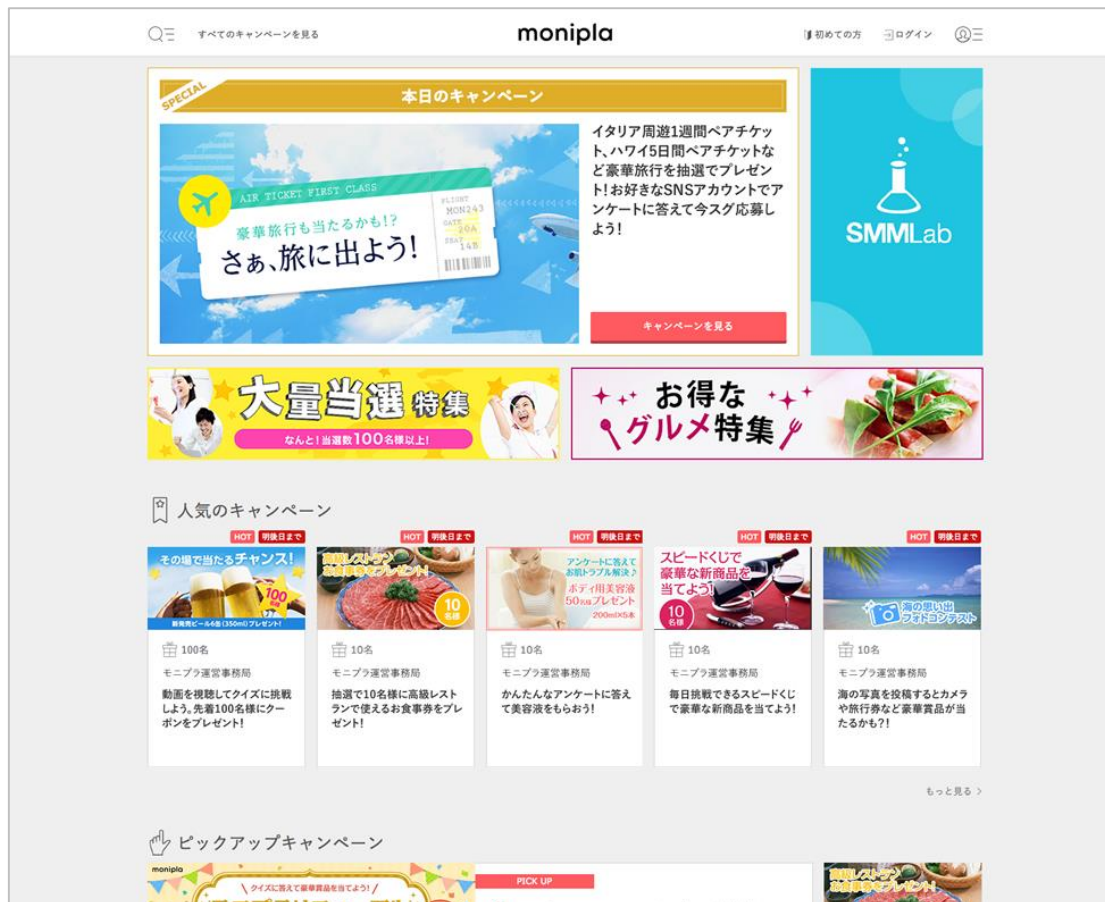 すべてのキャンペーンを見る
monipla
初めての方
ログイン
SPECIAL
本日のキャンペーン
AIR TICKET FIRST CLASS
豪華旅行も当たるかも!?
さぁ、旅に出よう!
FLIGHT
MON243
GATE
20A
SEAT
14B
イタリア周遊1週間ペアチケッ
ト、ハワイ5日間ペアチケットな
ど豪華旅行を抽選でプレゼン
ト!お好きなSNSアカウントでア
ンケートに答えて今スグ応募し
よう!
キャンペーンを見る
SMMLab
大量当選特集
なんと!当選数100名様以上!
お得な
グルメ特集
人気のキャンペーン
HOT 明後日まで
その場で当たるチャンス!
100
名様
新発売ビール6缶(350ml)プレゼント!
100名
モニプラ運営事務局
動画を視聴してクイズに挑戦
しよう。先着100名様にクー
ポンをプレゼント!
HOT 明後日まで
高級レストラン
お食事券をプレゼント!
10
名様
10名
モニプラ運営事務局
抽選で10名様に高級レスト
ランで使えるお食事券をプレ
ゼント!
HOT 明後日まで
アンケートに答えて
お肌トラブル解決♪
ボディ用美容液
50名様プレゼント
200ml×5本
10名
モニプラ運営事務局
かんたんなアンケートに答え
て美容液をもらおう!
HOT 明後日まで
スピードくじで
豪華な新商品を
当てよう!
10
名様
10名
モニプラ運営事務局
毎日挑戦できるスピードくじ
で豪華な新商品を当てよう!
HOT 明後日まで
海の思い出
フォトコンテスト
10名
モニプラ運営事務局
海の写真を投稿するとカメラ
や旅行券など豪華賞品が当
たるかも?!
もっと見る
ピックアップキャンペーン
monipla
クイズに答えて豪華賞品を当てよう!
PICK UP
高級レストラン
お食事券をプレゼント!